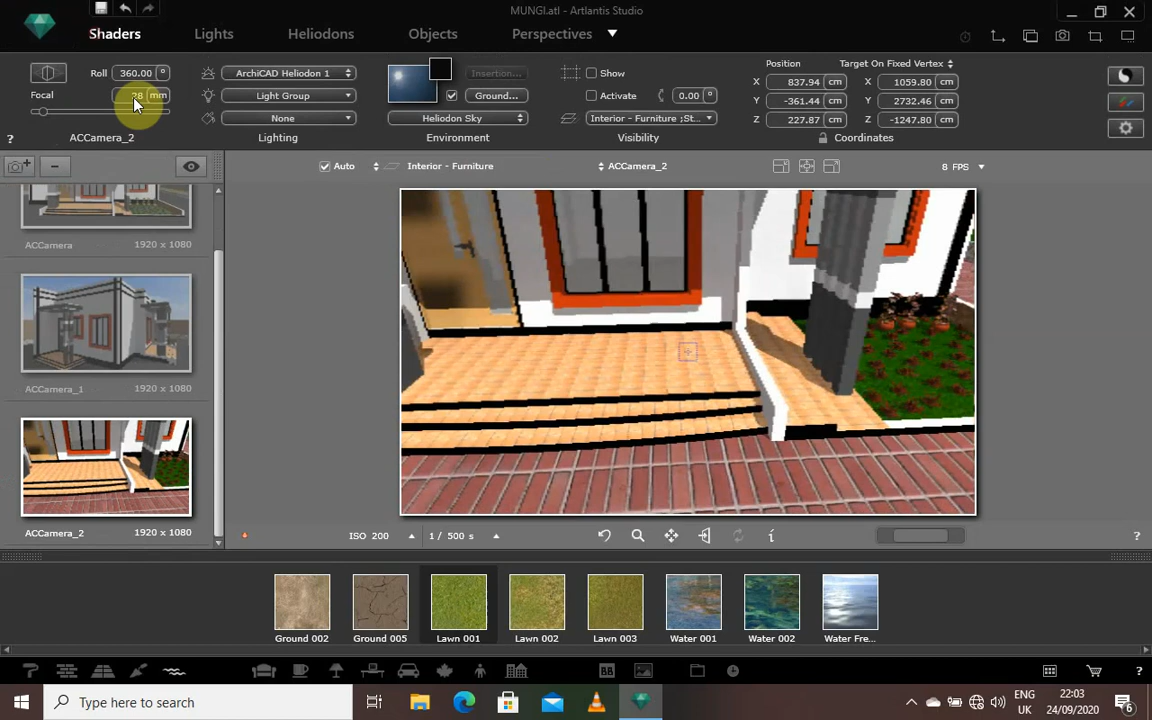 MUNGI.atl - Artlantis Studio
Shaders
Lights
Heliodons
Objects
Perspectives
Roll 360.00 °
Focal 28 mm
ACCamera_2
ArchiCAD Heliodon 1
Light Group
None
Lighting
Insertion...
Ground...
Heliodon Sky
Environment
Show
Activate 0.00 °
Interior - Furniture ;St...
Visibility
Position
Target On Fixed Vertex
X 837.94 cm 1059.80 cm
Y -361.44 cm 2732.46 cm
Z 227.87 cm -1247.80 cm
Coordinates
?
Auto
Interior - Furniture
ACCamera_2
8 FPS
ACCamera 1920 x 1080
ACCamera_1 1920 x 1080
ACCamera_2 1920 x 1080
ISO 200
1 / 500 s
i
?
Ground 002
Ground 005
Lawn 001
Lawn 002
Lawn 003
Water 001
Water 002
Water Fre...
BB
?
Type here to search
ENG
UK
22:03
24/09/2020
6